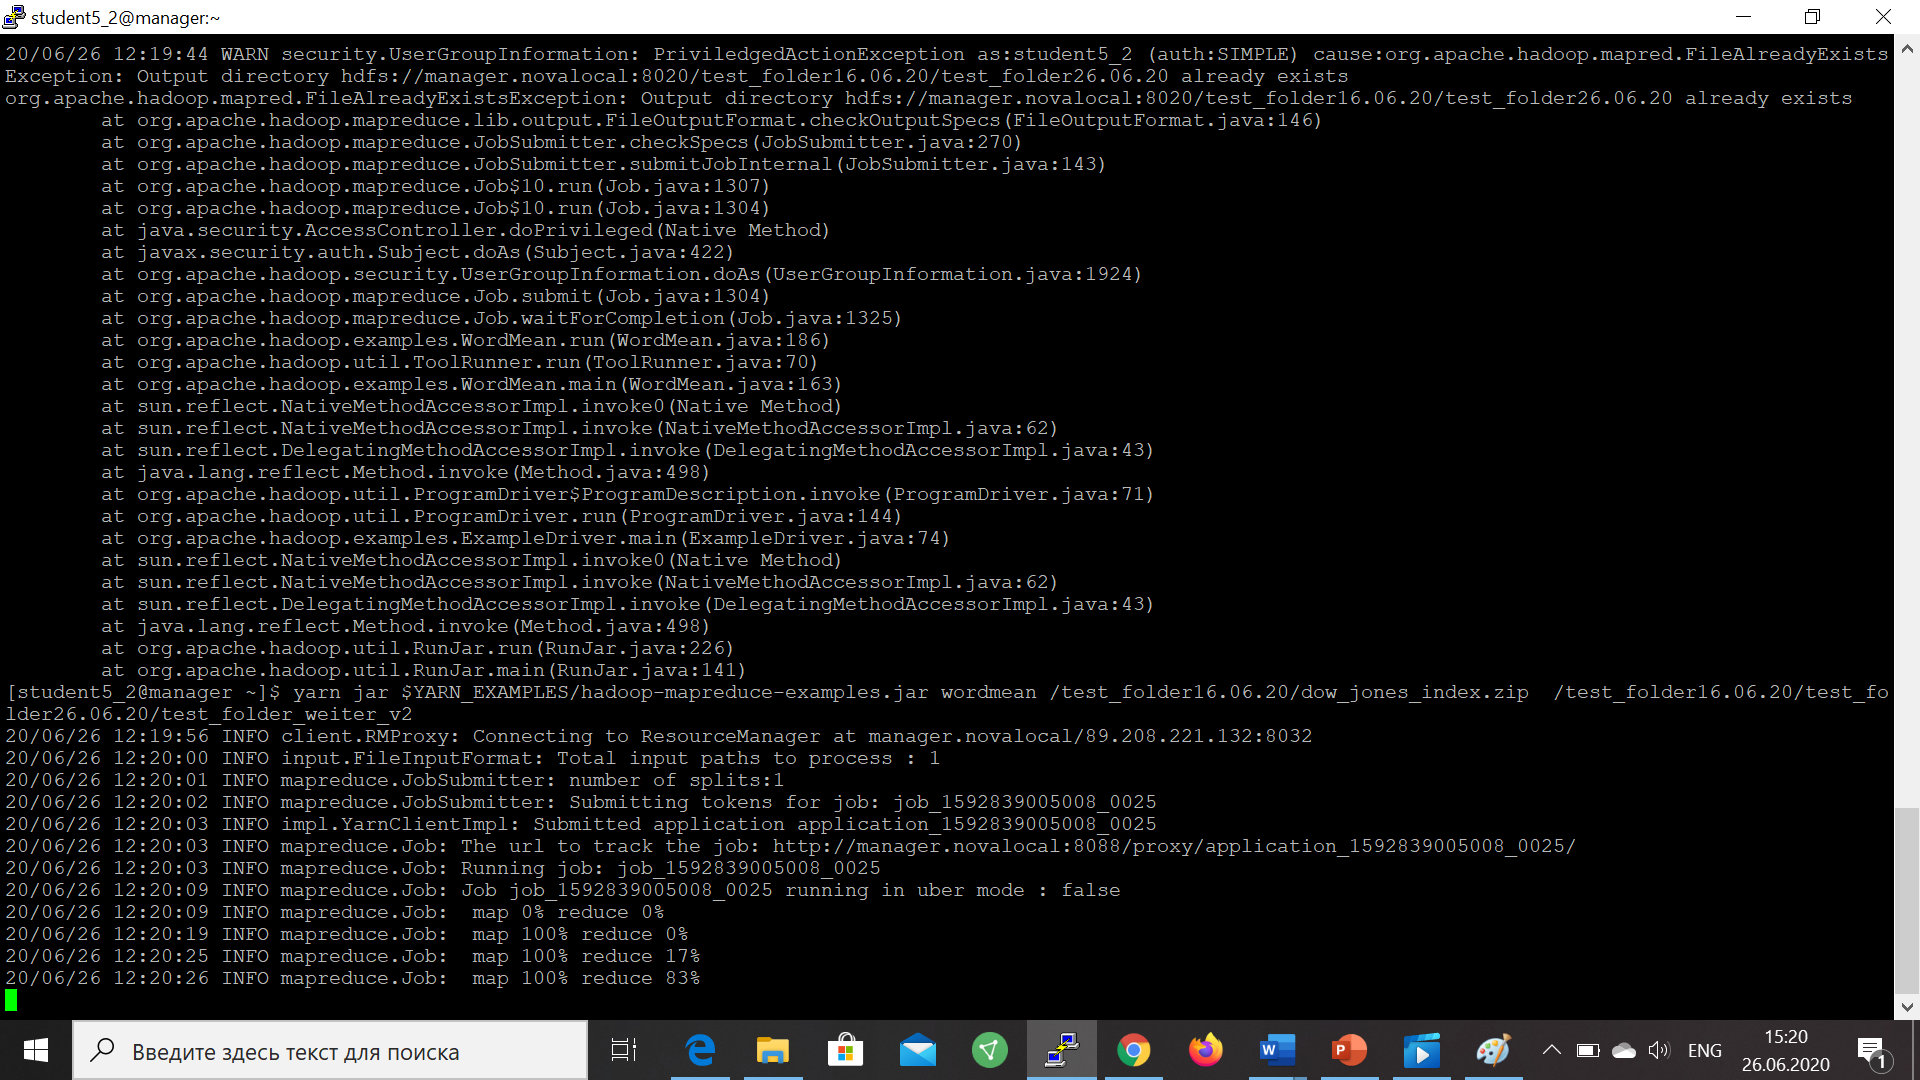 student5_2@manager:~
20/06/26 12:19:44 WARN security.UserGroupInformation: PriviledgedActionException as:student5_2 (auth:SIMPLE) cause:org.apache.hadoop.mapred.FileAlreadyExists
Exception: Output directory hdfs://manager.novalocal:8020/test_folder16.06.20/test_folder26.06.20 already exists
org.apache.hadoop.mapred.FileAlreadyExistsException: Output directory hdfs://manager.novalocal:8020/test_folder16.06.20/test_folder26.06.20 already exists
at org.apache.hadoop.mapreduce.lib.output.FileOutputFormat.checkOutputSpecs(FileOutputFormat.java:146)
at org.apache.hadoop.mapreduce.JobSubmitter.checkSpecs(JobSubmitter.java:270)
at org.apache.hadoop.mapreduce.JobSubmitter.submitJobInternal(JobSubmitter.java:143)
at org.apache.hadoop.mapreduce.Job$10.run(Job.java:1307)
at org.apache.hadoop.mapreduce.Job$10.run(Job.java:1304)
at java.security.AccessController.doPrivileged(Native Method)
at javax.security.auth.Subject.doAs(Subject.java:422)
at org.apache.hadoop.security.UserGroupInformation.doAs(UserGroupInformation.java:1924)
at org.apache.hadoop.mapreduce.Job.submit(Job.java:1304)
at org.apache.hadoop.mapreduce.Job.waitForCompletion(Job.java:1325)
at org.apache.hadoop.examples.WordMean.run(WordMean.java:186)
at org.apache.hadoop.util.ToolRunner.run(ToolRunner.java:70)
at org.apache.hadoop.examples.WordMean.main(WordMean.java:163)
at sun.reflect.NativeMethodAccessorImpl.invoke0(Native Method)
at sun.reflect.NativeMethodAccessorImpl.invoke(NativeMethodAccessorImpl.java:62)
at sun.reflect.DelegatingMethodAccessorImpl.invoke(DelegatingMethodAccessorImpl.java:43)
at java.lang.reflect.Method.invoke(Method.java:498)
at org.apache.hadoop.util.ProgramDriver$ProgramDescription.invoke(ProgramDriver.java:71)
at org.apache.hadoop.util.ProgramDriver.run(ProgramDriver.java:144)
at org.apache.hadoop.examples.ExampleDriver.main(ExampleDriver.java:74)
at sun.reflect.NativeMethodAccessorImpl.invoke0(Native Method)
at sun.reflect.NativeMethodAccessorImpl.invoke(NativeMethodAccessorImpl.java:62)
at sun.reflect.DelegatingMethodAccessorImpl.invoke(DelegatingMethodAccessorImpl.java:43)
at java.lang.reflect.Method.invoke(Method.java:498)
at org.apache.hadoop.util.RunJar.run(RunJar.java:226)
at org.apache.hadoop.util.RunJar.main(RunJar.java:141)
[student5_2@manager ~]$ yarn jar $YARN_EXAMPLES/hadoop-mapreduce-examples.jar wordmean /test_folder16.06.20/dow_jones_index.zip  /test_folder16.06.20/test_fo
lder26.06.20/test_folder_weiter_v2
20/06/26 12:19:56 INFO client.RMProxy: Connecting to ResourceManager at manager.novalocal/89.208.221.132:8032
20/06/26 12:20:00 INFO input.FileInputFormat: Total input paths to process : 1
20/06/26 12:20:01 INFO mapreduce.JobSubmitter: number of splits:1
20/06/26 12:20:02 INFO mapreduce.JobSubmitter: Submitting tokens for job: job_1592839005008_0025
20/06/26 12:20:03 INFO impl.YarnClientImpl: Submitted application application_1592839005008_0025
20/06/26 12:20:03 INFO mapreduce.Job: The url to track the job: http://manager.novalocal:8088/proxy/application_1592839005008_0025/
20/06/26 12:20:03 INFO mapreduce.Job: Running job: job_1592839005008_0025
20/06/26 12:20:09 INFO mapreduce.Job: Job job_1592839005008_0025 running in uber mode : false
20/06/26 12:20:09 INFO mapreduce.Job:  map 0% reduce 0%
20/06/26 12:20:19 INFO mapreduce.Job:  map 100% reduce 0%
20/06/26 12:20:25 INFO mapreduce.Job:  map 100% reduce 17%
20/06/26 12:20:26 INFO mapreduce.Job:  map 100% reduce 83%
Введите здесь текст для поиска
W
P
ENG
15:20
26.06.2020
1